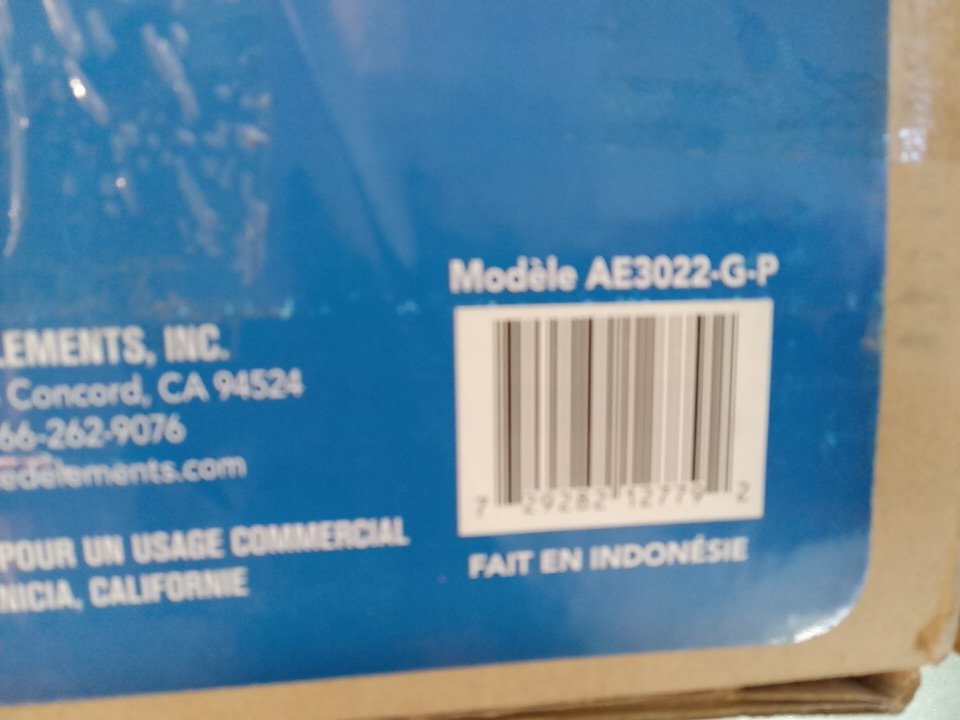 Modèle AE3022-G-P
LEMENTS, INC.
Concord, CA 94524
66-262-9076
edelements.com
7 29282 12779 2
POUR UN USAGE COMMERCIAL
NICIA, CALIFORNIE
FAIT EN INDONÉSIE